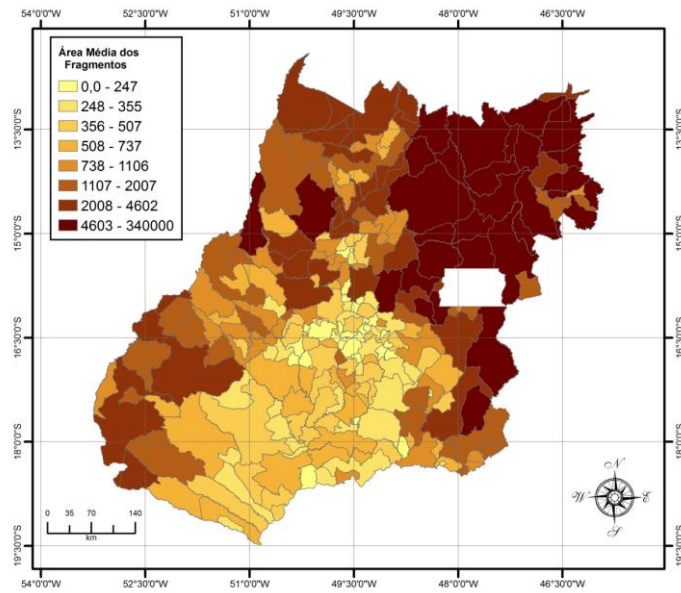 54°0'0"W 52°30'0"W 51°0'0"W 49°30'0"W 48°0'0"W 46°30'0"W
Área Média dos
Fragmentos
0,0 - 247
248 - 355
356 - 507
508 - 737
738 - 1106
1107 - 2007
2008 - 4602
4603 - 340000
13°30'0"S
15°0'0"S
16°30'0"S
18°0'0"S
19°30'0"S
13°30'0"S
15°0'0"S
16°30'0"S
18°0'0"S
19°30'0"S
N
W E
S
0 35 70 140
km
54°0'0"W 52°30'0"W 51°0'0"W 49°30'0"W 48°0'0"W 46°30'0"W